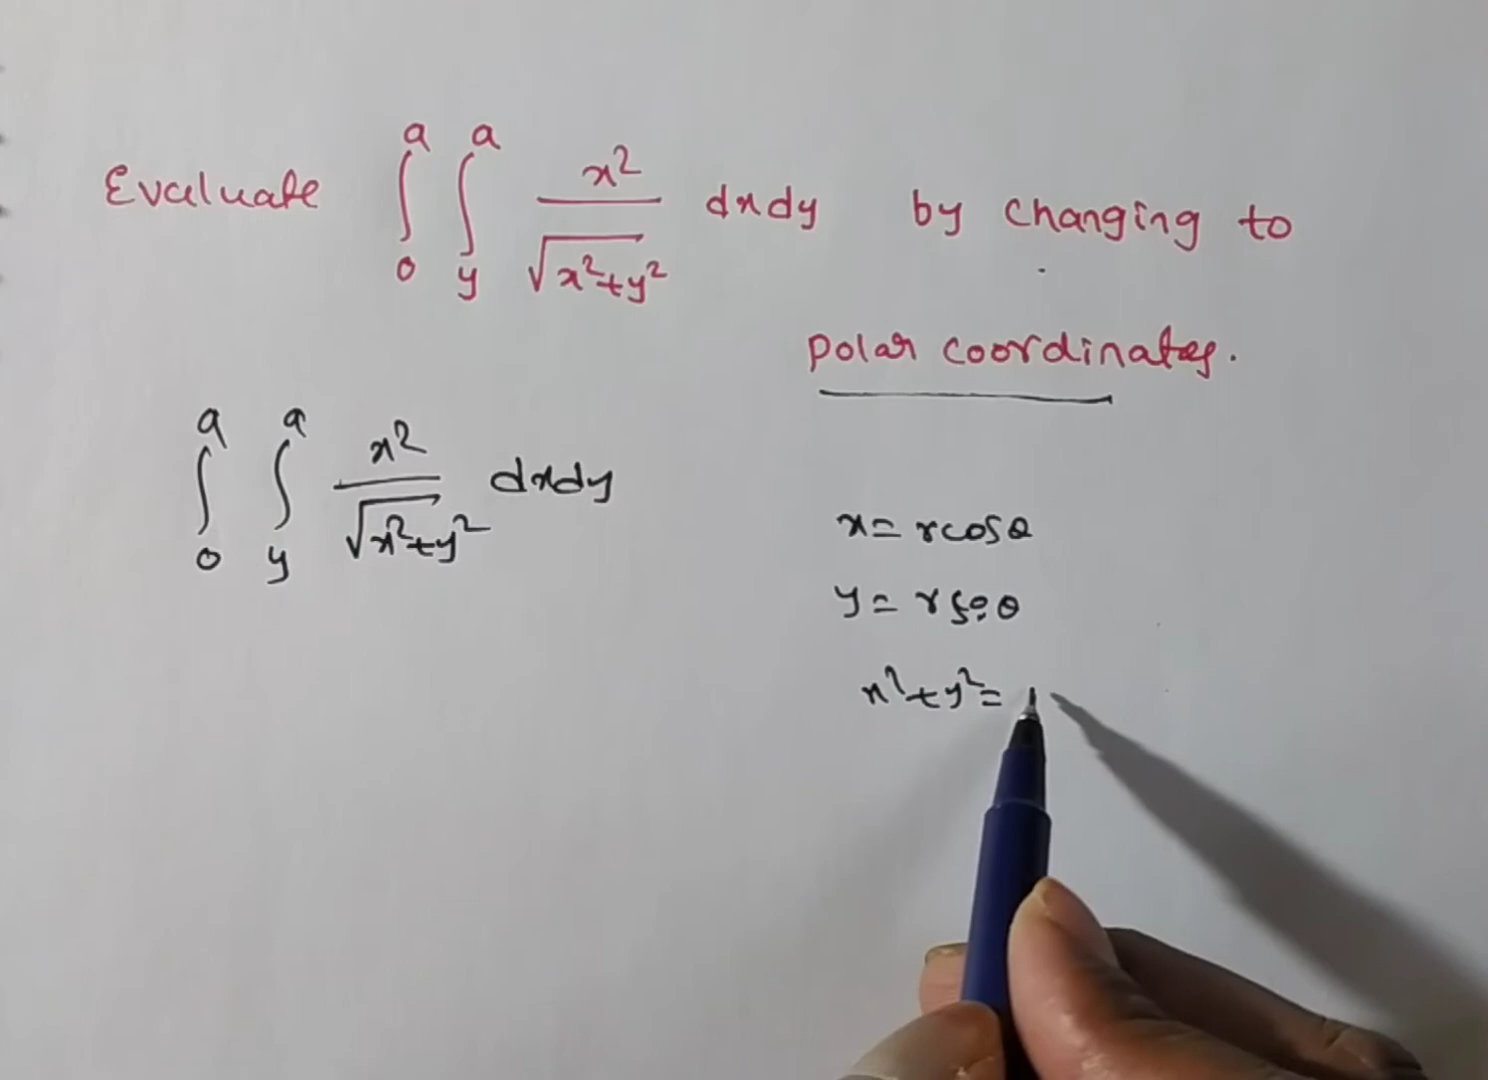 Evaluate ∫₀ᵃ ∫ᵧᵃ x²/√(x²+y²) dxdy by changing to
polar coordinates.
∫₀ᵃ ∫ᵧᵃ x²/√(x²+y²) dxdy
x = r cos θ
y = r sin θ
x² + y² =